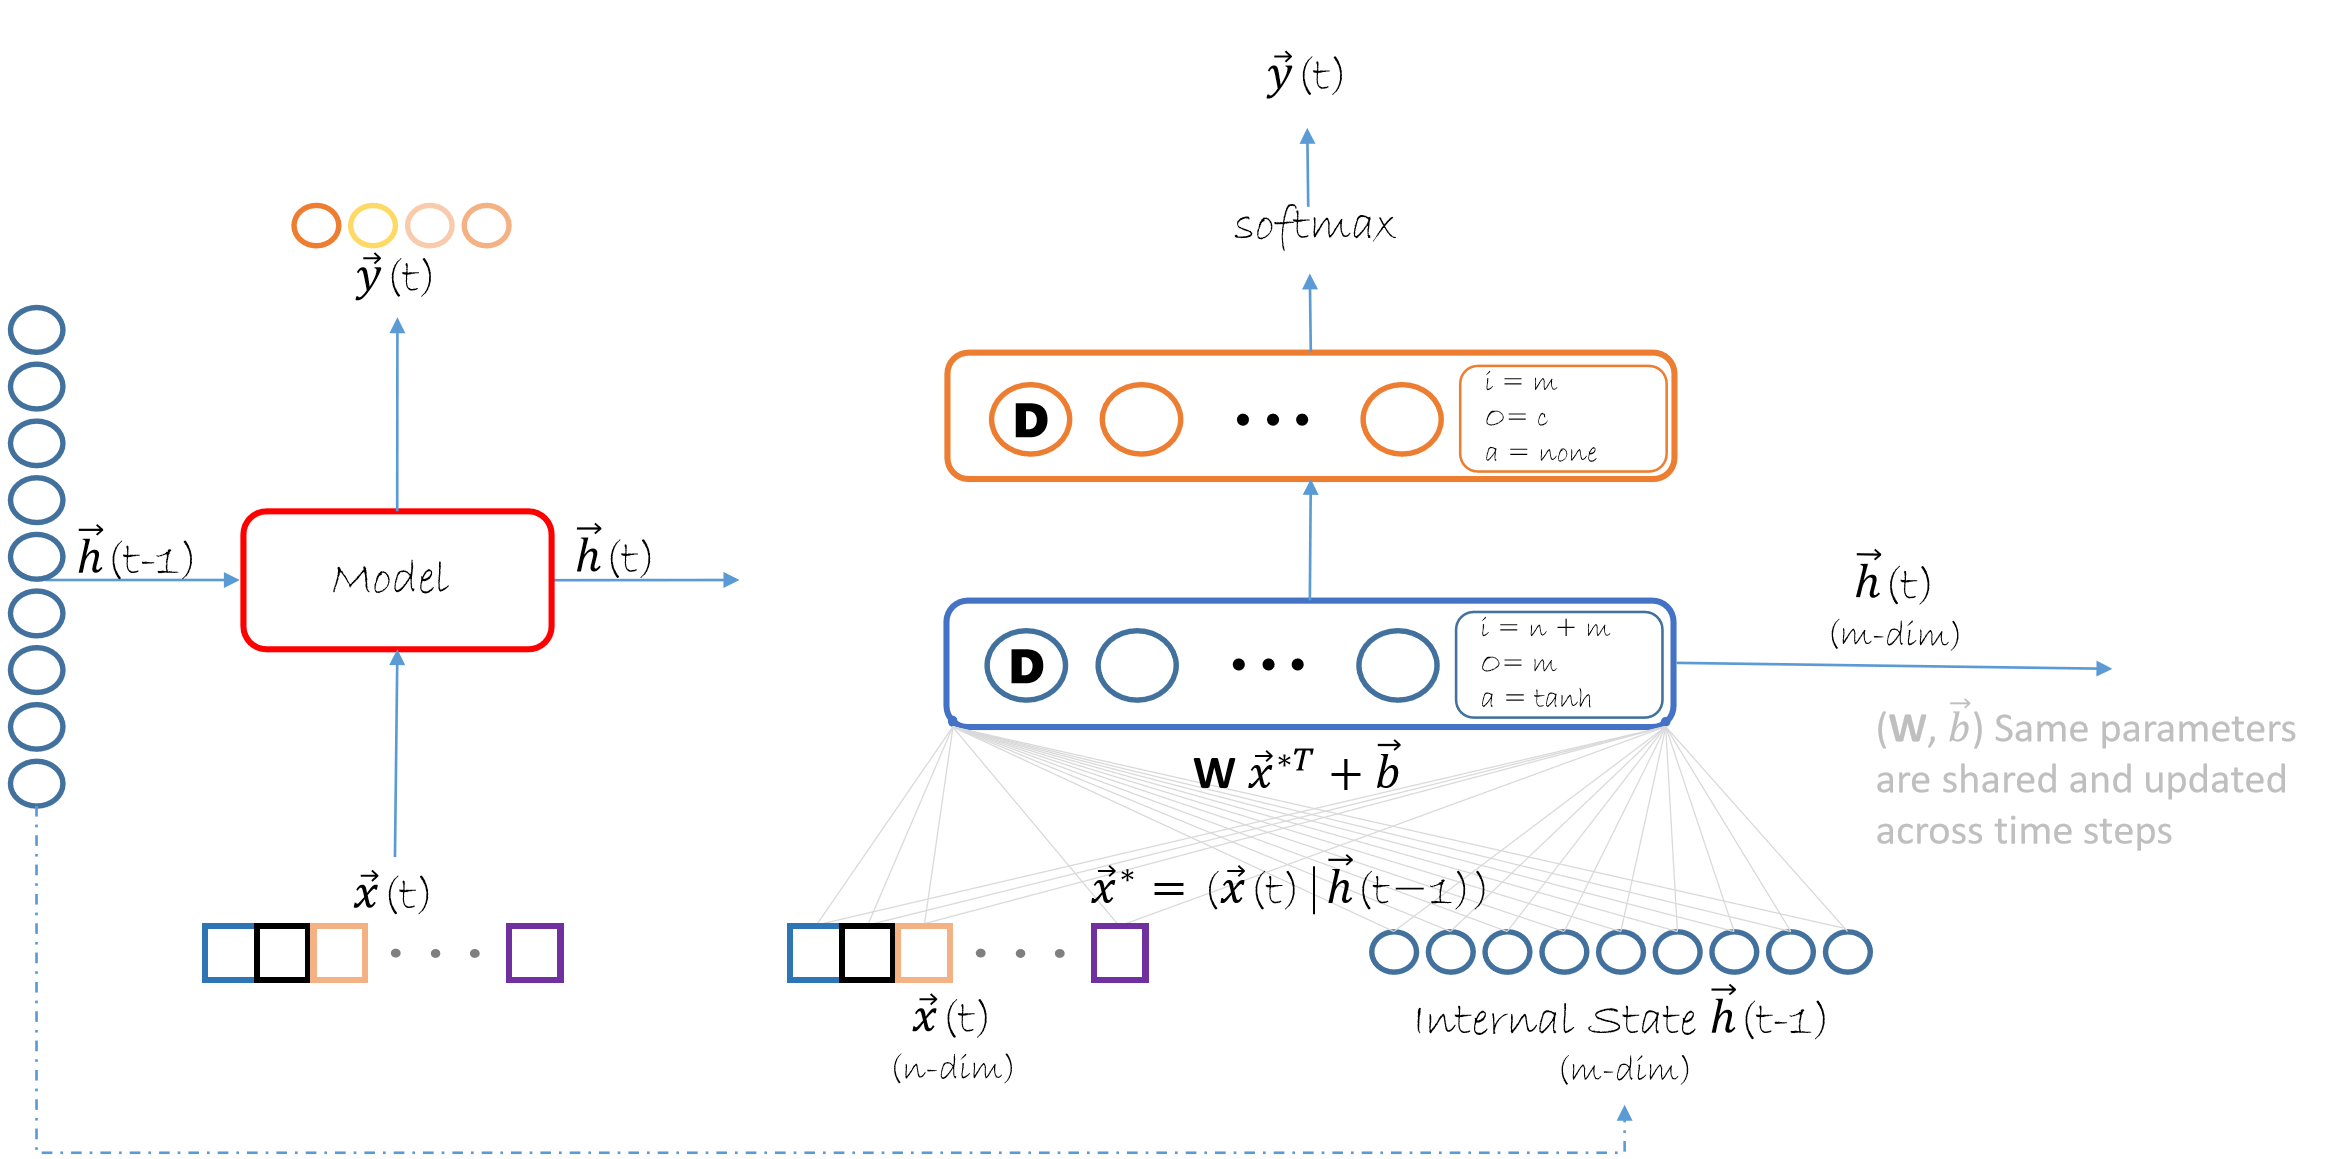 y⃗ (t)
h⃗ (t-1)
Model
h⃗ (t)
x⃗ (t)
y⃗ (t)
softmax
D
i = m
o= c
a = none
D
i = n + m
o= m
a = tanh
h⃗ (t)
(m-dim)
(W, b⃗ ) Same parameters
are shared and updated
across time steps
W x⃗ *ᵀ + b⃗
x⃗ * = (x⃗ (t) | h⃗ (t−1))
x⃗ (t)
(n-dim)
Internal State h⃗ (t-1)
(m-dim)